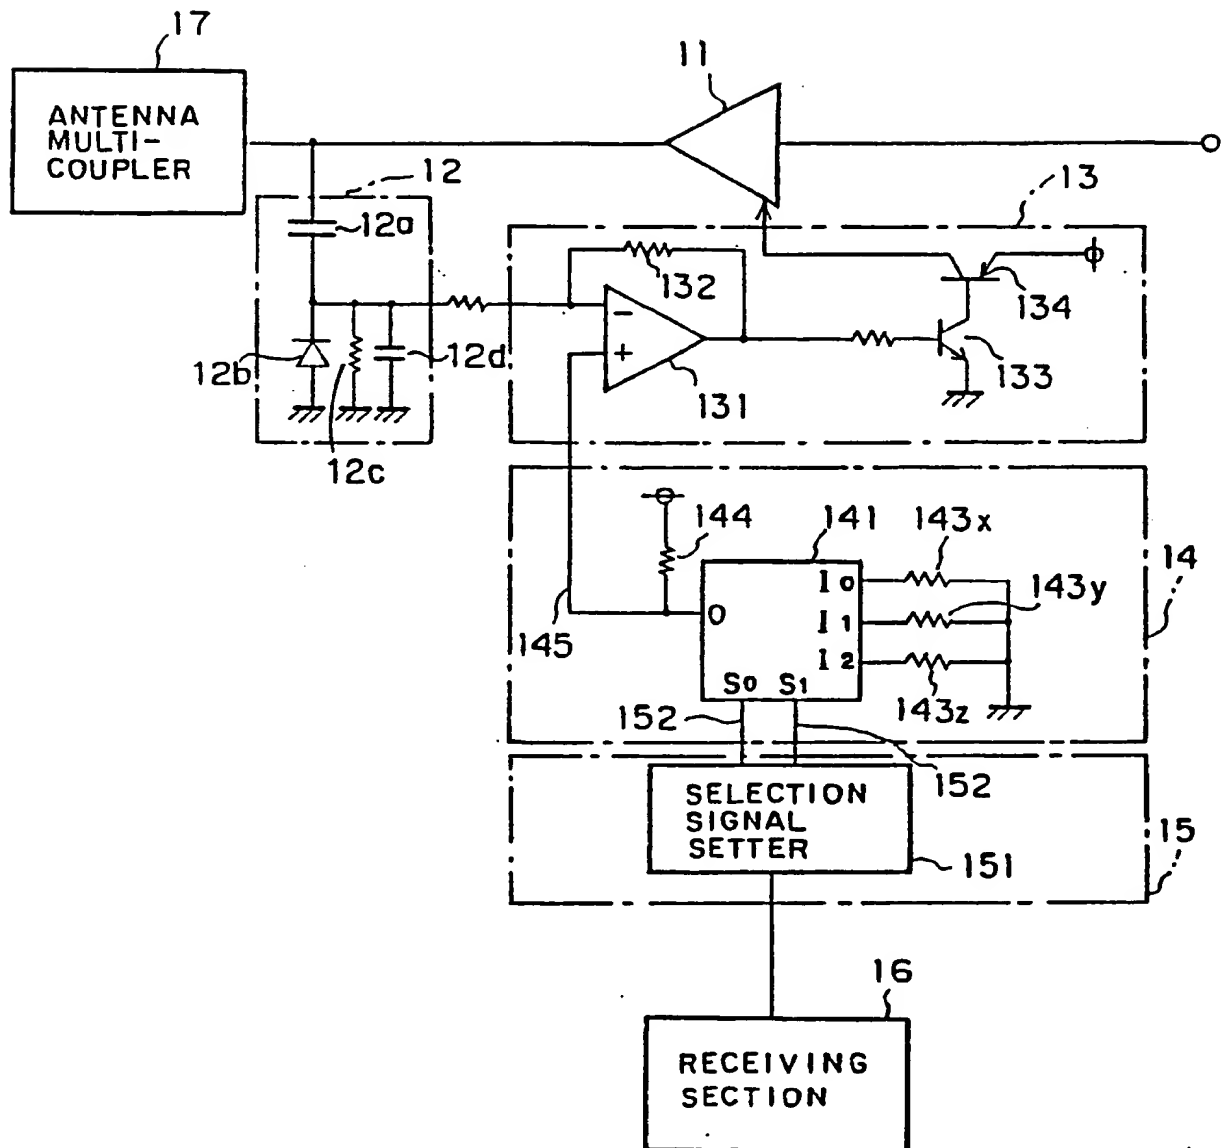 17
ANTENNA
MULTI-
COUPLER
11
12
12a
12b
12c
12d
13
132
131
134
133
-
+
144
141
143x
143y
143z
14
145
O
I0
I1
I2
S0 S1
152
152
SELECTION
SIGNAL
SETTER
151
15
16
RECEIVING
SECTION